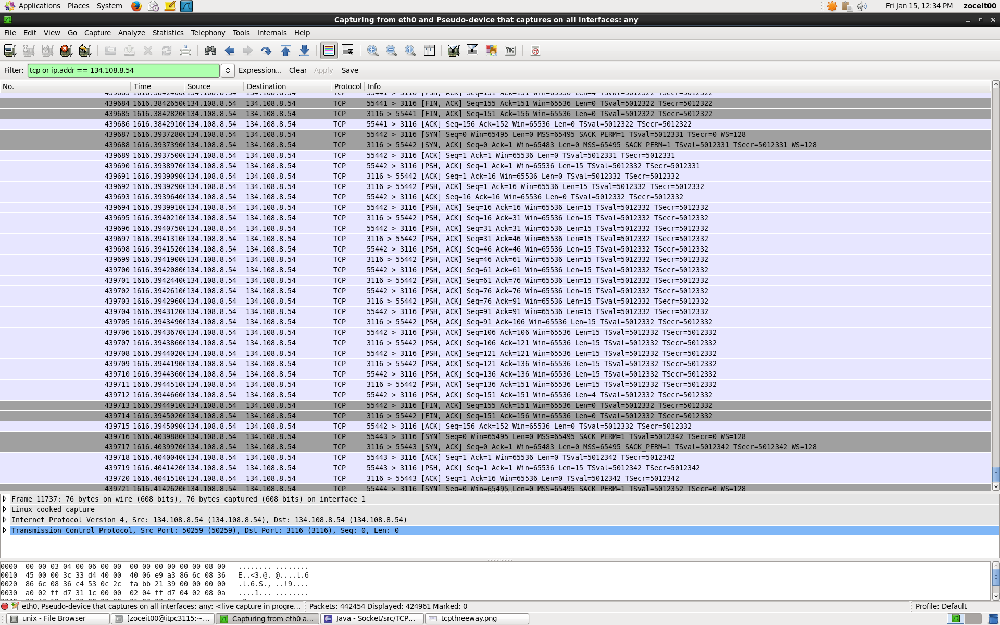 Applications Places System Fri Jan 15, 12:34 PM zoceit00
Capturing from eth0 and Pseudo-device that captures on all interfaces: any
File Edit View Go Capture Analyze Statistics Telephony Tools Internals Help
Filter: tcp or ip.addr == 134.108.8.54 Expression... Clear Apply Save
No. Time Source Destination Protocol Info
439683 1616.38424000 134.108.8.54 134.108.8.54 TCP 55441 > 3116 [PSH, ACK] Seq=151 Ack=151 Win=65536 Len=4 TSval=5012322 TSecr=5012322
439684 1616.38426500 134.108.8.54 134.108.8.54 TCP 55441 > 3116 [FIN, ACK] Seq=155 Ack=151 Win=65536 Len=0 TSval=5012322 TSecr=5012322
439685 1616.38428200 134.108.8.54 134.108.8.54 TCP 3116 > 55441 [FIN, ACK] Seq=151 Ack=156 Win=65536 Len=0 TSval=5012322 TSecr=5012322
439686 1616.38429100 134.108.8.54 134.108.8.54 TCP 55441 > 3116 [ACK] Seq=156 Ack=152 Win=65536 Len=0 TSval=5012322 TSecr=5012322
439687 1616.39372800 134.108.8.54 134.108.8.54 TCP 55442 > 3116 [SYN] Seq=0 Win=65495 Len=0 MSS=65495 SACK_PERM=1 TSval=5012331 TSecr=0 WS=128
439688 1616.39373900 134.108.8.54 134.108.8.54 TCP 3116 > 55442 [SYN, ACK] Seq=0 Ack=1 Win=65483 Len=0 MSS=65495 SACK_PERM=1 TSval=5012331 TSecr=5012331 WS=128
439689 1616.39375000 134.108.8.54 134.108.8.54 TCP 55442 > 3116 [ACK] Seq=1 Ack=1 Win=65536 Len=0 TSval=5012331 TSecr=5012331
439690 1616.39389700 134.108.8.54 134.108.8.54 TCP 55442 > 3116 [PSH, ACK] Seq=1 Ack=1 Win=65536 Len=15 TSval=5012332 TSecr=5012331
439691 1616.39390900 134.108.8.54 134.108.8.54 TCP 3116 > 55442 [ACK] Seq=1 Ack=16 Win=65536 Len=0 TSval=5012332 TSecr=5012332
439692 1616.39392900 134.108.8.54 134.108.8.54 TCP 3116 > 55442 [PSH, ACK] Seq=1 Ack=16 Win=65536 Len=15 TSval=5012332 TSecr=5012332
439693 1616.39396400 134.108.8.54 134.108.8.54 TCP 55442 > 3116 [ACK] Seq=16 Ack=16 Win=65536 Len=0 TSval=5012332 TSecr=5012332
439694 1616.39399100 134.108.8.54 134.108.8.54 TCP 55442 > 3116 [PSH, ACK] Seq=16 Ack=16 Win=65536 Len=15 TSval=5012332 TSecr=5012332
439695 1616.39402100 134.108.8.54 134.108.8.54 TCP 3116 > 55442 [PSH, ACK] Seq=16 Ack=31 Win=65536 Len=15 TSval=5012332 TSecr=5012332
439696 1616.39407500 134.108.8.54 134.108.8.54 TCP 55442 > 3116 [PSH, ACK] Seq=31 Ack=31 Win=65536 Len=15 TSval=5012332 TSecr=5012332
439697 1616.39413100 134.108.8.54 134.108.8.54 TCP 3116 > 55442 [PSH, ACK] Seq=31 Ack=46 Win=65536 Len=15 TSval=5012332 TSecr=5012332
439698 1616.39415200 134.108.8.54 134.108.8.54 TCP 55442 > 3116 [PSH, ACK] Seq=46 Ack=46 Win=65536 Len=15 TSval=5012332 TSecr=5012332
439699 1616.39419000 134.108.8.54 134.108.8.54 TCP 3116 > 55442 [PSH, ACK] Seq=46 Ack=61 Win=65536 Len=15 TSval=5012332 TSecr=5012332
439700 1616.39420800 134.108.8.54 134.108.8.54 TCP 55442 > 3116 [PSH, ACK] Seq=61 Ack=61 Win=65536 Len=15 TSval=5012332 TSecr=5012332
439701 1616.39424400 134.108.8.54 134.108.8.54 TCP 3116 > 55442 [PSH, ACK] Seq=61 Ack=76 Win=65536 Len=15 TSval=5012332 TSecr=5012332
439702 1616.39426100 134.108.8.54 134.108.8.54 TCP 55442 > 3116 [PSH, ACK] Seq=76 Ack=76 Win=65536 Len=15 TSval=5012332 TSecr=5012332
439703 1616.39429600 134.108.8.54 134.108.8.54 TCP 3116 > 55442 [PSH, ACK] Seq=76 Ack=91 Win=65536 Len=15 TSval=5012332 TSecr=5012332
439704 1616.39431200 134.108.8.54 134.108.8.54 TCP 55442 > 3116 [PSH, ACK] Seq=91 Ack=91 Win=65536 Len=15 TSval=5012332 TSecr=5012332
439705 1616.39434900 134.108.8.54 134.108.8.54 TCP 3116 > 55442 [PSH, ACK] Seq=91 Ack=106 Win=65536 Len=15 TSval=5012332 TSecr=5012332
439706 1616.39436700 134.108.8.54 134.108.8.54 TCP 55442 > 3116 [PSH, ACK] Seq=106 Ack=106 Win=65536 Len=15 TSval=5012332 TSecr=5012332
439707 1616.39438600 134.108.8.54 134.108.8.54 TCP 3116 > 55442 [PSH, ACK] Seq=106 Ack=121 Win=65536 Len=15 TSval=5012332 TSecr=5012332
439708 1616.39440200 134.108.8.54 134.108.8.54 TCP 55442 > 3116 [PSH, ACK] Seq=121 Ack=121 Win=65536 Len=15 TSval=5012332 TSecr=5012332
439709 1616.39441900 134.108.8.54 134.108.8.54 TCP 3116 > 55442 [PSH, ACK] Seq=121 Ack=136 Win=65536 Len=15 TSval=5012332 TSecr=5012332
439710 1616.39443600 134.108.8.54 134.108.8.54 TCP 55442 > 3116 [PSH, ACK] Seq=136 Ack=136 Win=65536 Len=15 TSval=5012332 TSecr=5012332
439711 1616.39445100 134.108.8.54 134.108.8.54 TCP 3116 > 55442 [PSH, ACK] Seq=136 Ack=151 Win=65536 Len=15 TSval=5012332 TSecr=5012332
439712 1616.39446600 134.108.8.54 134.108.8.54 TCP 55442 > 3116 [PSH, ACK] Seq=151 Ack=151 Win=65536 Len=4 TSval=5012332 TSecr=5012332
439713 1616.39449100 134.108.8.54 134.108.8.54 TCP 55442 > 3116 [FIN, ACK] Seq=155 Ack=151 Win=65536 Len=0 TSval=5012332 TSecr=5012332
439714 1616.39450200 134.108.8.54 134.108.8.54 TCP 3116 > 55442 [FIN, ACK] Seq=151 Ack=156 Win=65536 Len=0 TSval=5012332 TSecr=5012332
439715 1616.39450900 134.108.8.54 134.108.8.54 TCP 55442 > 3116 [ACK] Seq=156 Ack=152 Win=65536 Len=0 TSval=5012332 TSecr=5012332
439716 1616.40398800 134.108.8.54 134.108.8.54 TCP 55443 > 3116 [SYN] Seq=0 Win=65495 Len=0 MSS=65495 SACK_PERM=1 TSval=5012342 TSecr=0 WS=128
439717 1616.40399700 134.108.8.54 134.108.8.54 TCP 3116 > 55443 [SYN, ACK] Seq=0 Ack=1 Win=65483 Len=0 MSS=65495 SACK_PERM=1 TSval=5012342 TSecr=5012342 WS=128
439718 1616.40400400 134.108.8.54 134.108.8.54 TCP 55443 > 3116 [ACK] Seq=1 Ack=1 Win=65536 Len=0 TSval=5012342 TSecr=5012342
439719 1616.40414200 134.108.8.54 134.108.8.54 TCP 55443 > 3116 [PSH, ACK] Seq=1 Ack=1 Win=65536 Len=15 TSval=5012342 TSecr=5012342
439720 1616.40415100 134.108.8.54 134.108.8.54 TCP 3116 > 55443 [ACK] Seq=1 Ack=16 Win=65536 Len=0 TSval=5012342 TSecr=5012342
439721 1616.41426200 134.108.8.54 134.108.8.54 TCP 55444 > 3116 [SYN] Seq=0 Win=65495 Len=0 MSS=65495 SACK_PERM=1 TSval=5012352 TSecr=0 WS=128
Frame 11737: 76 bytes on wire (608 bits), 76 bytes captured (608 bits) on interface 1
Linux cooked capture
Internet Protocol Version 4, Src: 134.108.8.54 (134.108.8.54), Dst: 134.108.8.54 (134.108.8.54)
Transmission Control Protocol, Src Port: 50259 (50259), Dst Port: 3116 (3116), Seq: 0, Len: 0
0000 00 00 03 04 00 06 00 00 00 00 00 00 00 00 08 00 ........ ........
0010 45 00 00 3c 33 d4 40 00 40 06 e9 a3 86 6c 08 36 E..<3.@. @....l.6
0020 86 6c 08 36 c4 53 0c 2c fa bb 21 39 00 00 00 00 .l.6.S., ..!9....
0030 a0 02 ff d7 31 1c 00 00 02 04 ff d7 04 02 08 0a ....1... ........
eth0, Pseudo-device that captures on all interfaces: any: <live capture in progre... Packets: 442454 Displayed: 424961 Marked: 0 Profile: Default
unix - File Browser [zoceit00@itpc3115:~... Capturing from eth0 a... Java - Socket/src/TCP... tcpthreeway.png